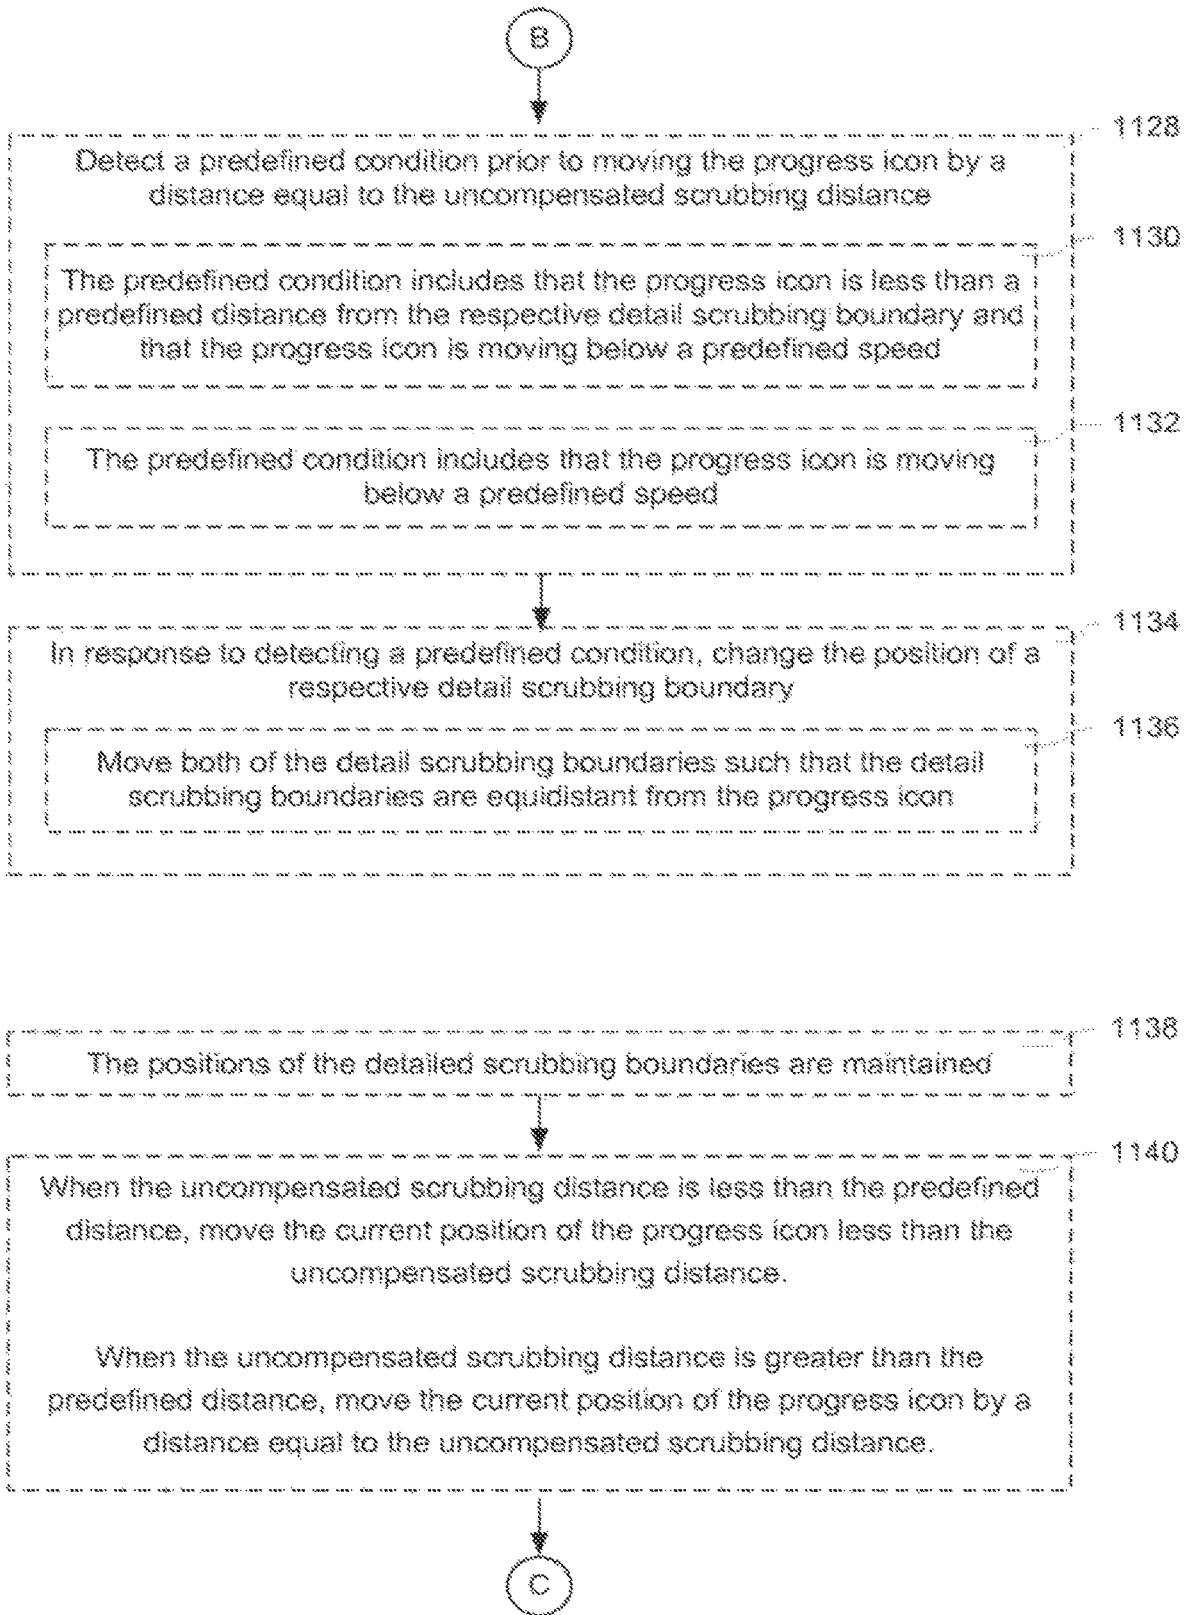 B
1128
Detect a predefined condition prior to moving the progress icon by a
distance equal to the uncompensated scrubbing distance
1130
The predefined condition includes that the progress icon is less than a
predefined distance from the respective detail scrubbing boundary and
that the progress icon is moving below a predefined speed
1132
The predefined condition includes that the progress icon is moving
below a predefined speed
1134
In response to detecting a predefined condition, change the position of a
respective detail scrubbing boundary
1136
Move both of the detail scrubbing boundaries such that the detail
scrubbing boundaries are equidistant from the progress icon
1138
The positions of the detailed scrubbing boundaries are maintained
1140
When the uncompensated scrubbing distance is less than the predefined
distance, move the current position of the progress icon less than the
uncompensated scrubbing distance.
When the uncompensated scrubbing distance is greater than the
predefined distance, move the current position of the progress icon by a
distance equal to the uncompensated scrubbing distance.
C